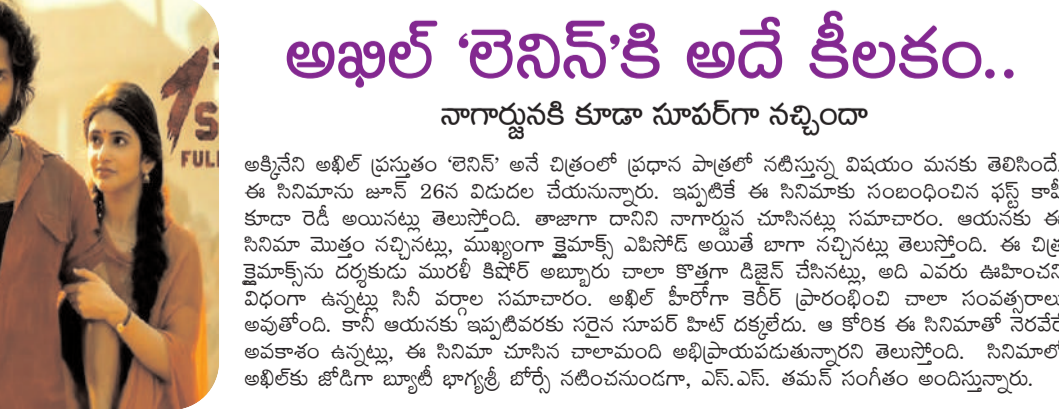 అఖిల్ ‘లెనిన్’కి అదే కీలకం..
నాగార్జునకి కూడా సూపర్‌గా నచ్చిందా
అక్కినేని అఖిల్ ప్రస్తుతం ‘లెనిన్’ అనే చిత్రంలో ప్రధాన పాత్రలో నటిస్తున్న విషయం మనకు తెలిసిందే.
ఈ సినిమాను జూన్ 26న విడుదల చేయనున్నారు. ఇప్పటికే ఈ సినిమాకు సంబంధించిన ఫస్ట్ కాపీ
కూడా రెడీ అయినట్లు తెలుస్తోంది. తాజాగా దానిని నాగార్జున చూసినట్లు సమాచారం. ఆయనకు ఈ
సినిమా మొత్తం నచ్చినట్లు, ముఖ్యంగా క్లైమాక్స్ ఎపిసోడ్ అయితే బాగా నచ్చినట్లు తెలుస్తోంది. ఈ చిత్ర
క్లైమాక్స్‌ను దర్శకుడు మురళీ కిషోర్ అబ్బూరు చాలా కొత్తగా డిజైన్ చేసినట్లు, అది ఎవరు ఊహించని
విధంగా ఉన్నట్లు సినీ వర్గాల సమాచారం. అఖిల్ హీరోగా కెరీర్ ప్రారంభించి చాలా సంవత్సరాలు
అవుతోంది. కానీ ఆయనకు ఇప్పటివరకు సరైన సూపర్ హిట్ దక్కలేదు. ఆ కోరిక ఈ సినిమాతో నెరవేరే
అవకాశం ఉన్నట్లు, ఈ సినిమా చూసిన చాలామంది అభిప్రాయపడుతున్నారని తెలుస్తోంది. సినిమాలో
అఖిల్‌కు జోడిగా బ్యూటీ భాగ్యశ్రీ బోర్సే నటించనుండగా, ఎస్.ఎస్. తమన్ సంగీతం అందిస్తున్నారు.